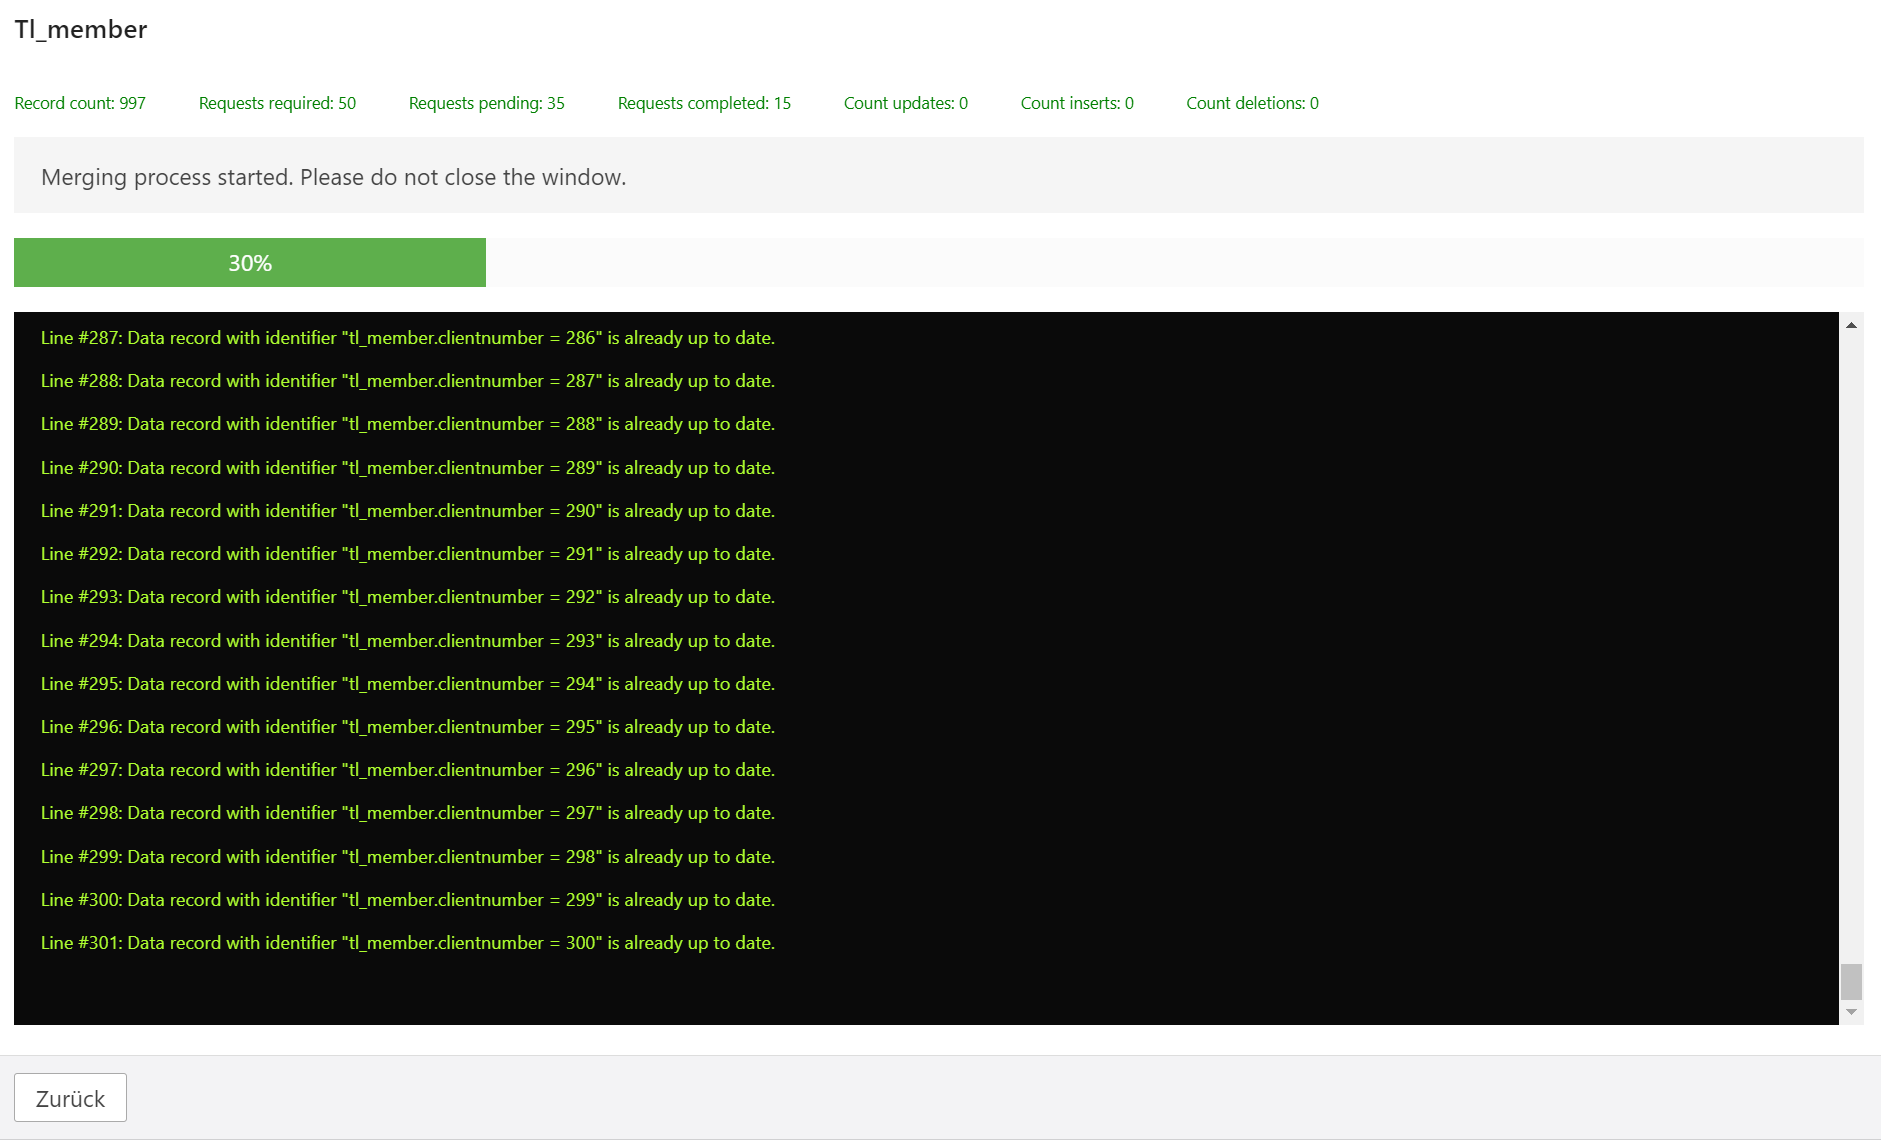 Tl_member
Record count: 997 Requests required: 50 Requests pending: 35 Requests completed: 15 Count updates: 0 Count inserts: 0 Count deletions: 0
Merging process started. Please do not close the window.
30%
Line #287: Data record with identifier "tl_member.clientnumber = 286" is already up to date.
Line #288: Data record with identifier "tl_member.clientnumber = 287" is already up to date.
Line #289: Data record with identifier "tl_member.clientnumber = 288" is already up to date.
Line #290: Data record with identifier "tl_member.clientnumber = 289" is already up to date.
Line #291: Data record with identifier "tl_member.clientnumber = 290" is already up to date.
Line #292: Data record with identifier "tl_member.clientnumber = 291" is already up to date.
Line #293: Data record with identifier "tl_member.clientnumber = 292" is already up to date.
Line #294: Data record with identifier "tl_member.clientnumber = 293" is already up to date.
Line #295: Data record with identifier "tl_member.clientnumber = 294" is already up to date.
Line #296: Data record with identifier "tl_member.clientnumber = 295" is already up to date.
Line #297: Data record with identifier "tl_member.clientnumber = 296" is already up to date.
Line #298: Data record with identifier "tl_member.clientnumber = 297" is already up to date.
Line #299: Data record with identifier "tl_member.clientnumber = 298" is already up to date.
Line #300: Data record with identifier "tl_member.clientnumber = 299" is already up to date.
Line #301: Data record with identifier "tl_member.clientnumber = 300" is already up to date.
Zurück